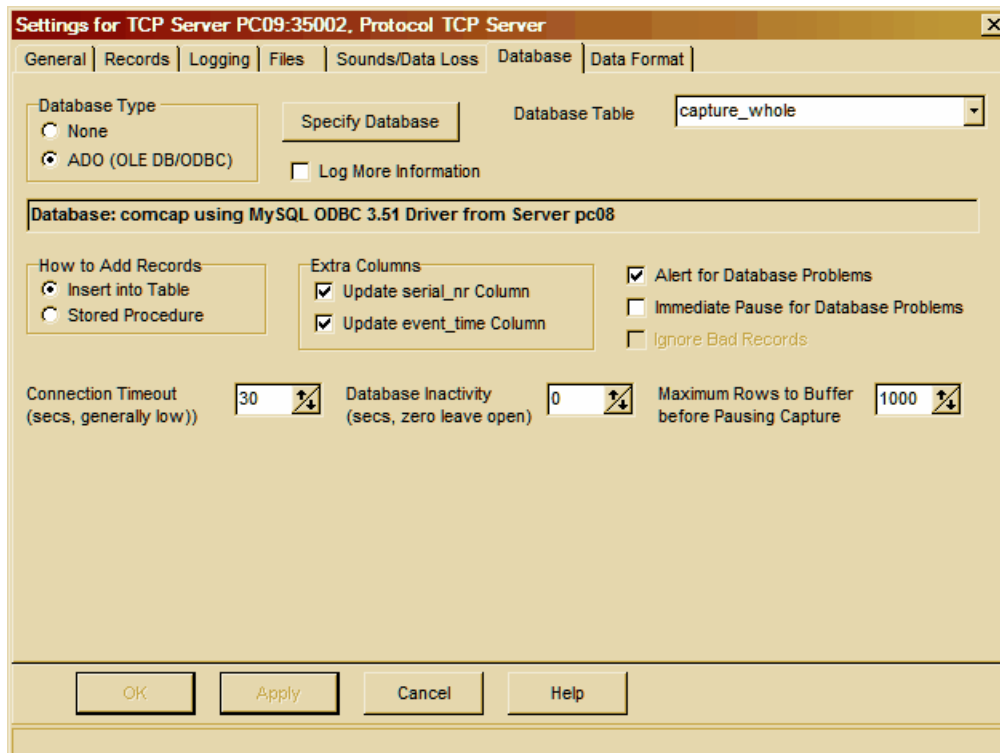 Settings for TCP Server PC09:35002, Protocol TCP Server
General Records Logging Files Sounds/Data Loss Database Data Format
Database Type
None
ADO (OLE DB/ODBC)
Specify Database
Log More Information
Database Table
capture_whole
Database: comcap using MySQL ODBC 3.51 Driver from Server pc08
How to Add Records
Insert into Table
Stored Procedure
Extra Columns
Update serial_nr Column
Update event_time Column
Alert for Database Problems
Immediate Pause for Database Problems
Ignore Bad Records
Connection Timeout
(secs, generally low))
30
Database Inactivity
(secs, zero leave open)
0
Maximum Rows to Buffer
before Pausing Capture
1000
OK Apply Cancel Help